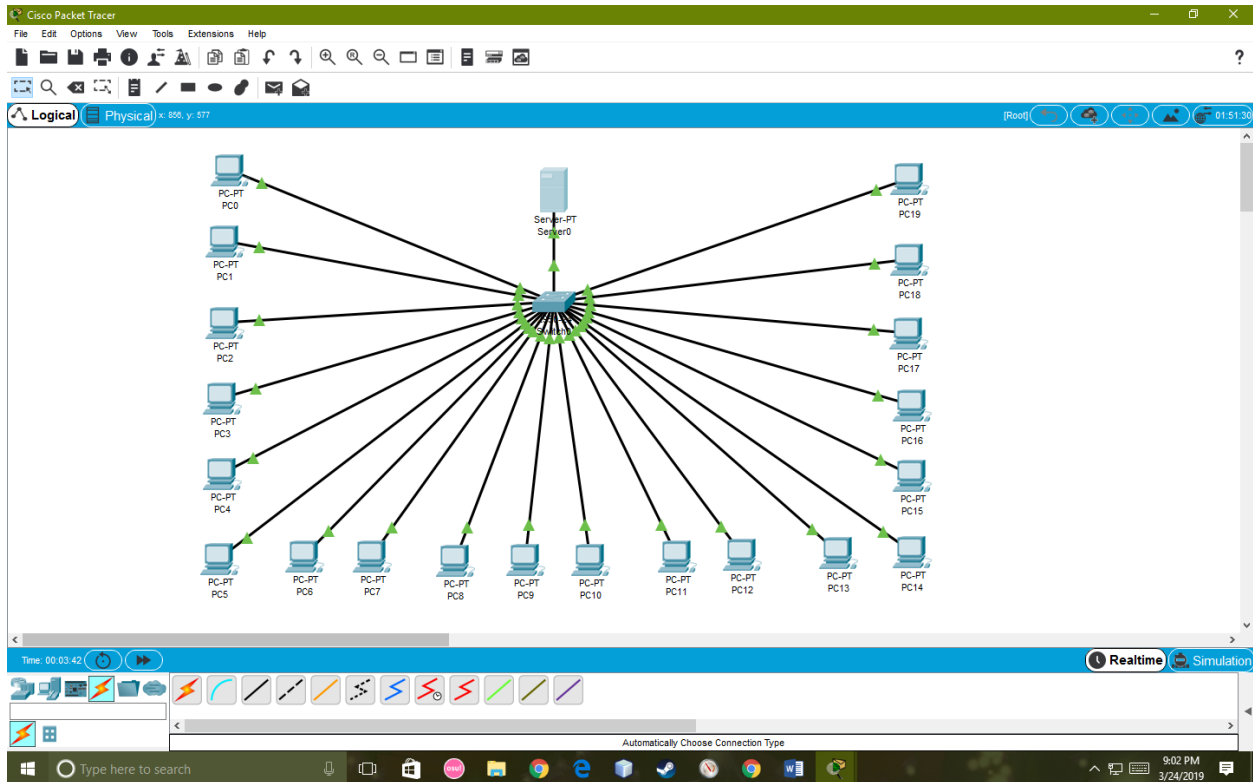 Cisco Packet Tracer
File Edit Options View Tools Extensions Help
?
Logical Physical x: 856, y: 577 [Root] 01:51:30
PC-PT
PC0
Server-PT
Server0
PC-PT
PC19
PC-PT
PC1
PC-PT
PC18
Switch0
PC-PT
PC2
PC-PT
PC17
PC-PT
PC3
PC-PT
PC16
PC-PT
PC4
PC-PT
PC15
PC-PT
PC5
PC-PT
PC6
PC-PT
PC7
PC-PT
PC8
PC-PT
PC9
PC-PT
PC10
PC-PT
PC11
PC-PT
PC12
PC-PT
PC13
PC-PT
PC14
Time: 00:03:42 Realtime Simulation
Automatically Choose Connection Type
Type here to search osu! 9:02 PM
3/24/2019